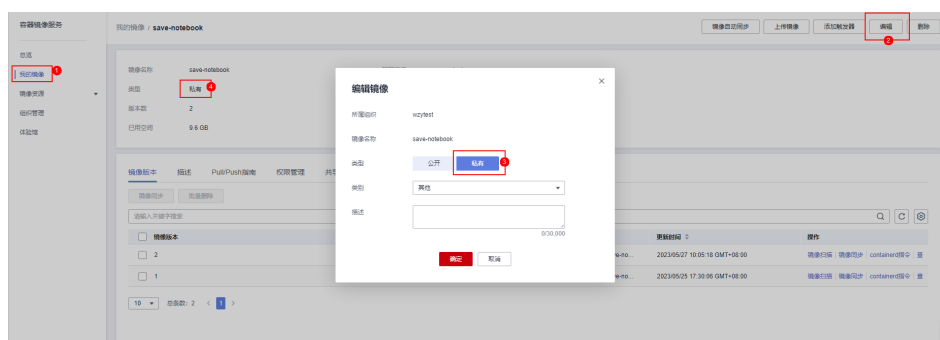 容器镜像服务
我的镜像 / save-notebook
镜像自动同步
上传镜像
添加触发器
编辑
删除
2
总览
我的镜像
1
镜像资源
组织管理
体验馆
镜像名称
save-notebook
类型
私有
4
版本数
2
已用空间
9.6 GB
编辑镜像
×
所属组织
wzytest
镜像名称
save-notebook
类型
公开
私有
3
类别
其他
描述
0/30,000
确定
取消
镜像版本
描述
Pull/Push指南
权限管理
镜像同步
批量删除
请输入关键字搜索
镜像版本
更新时间
操作
2
e-no...
2023/05/27 10:05:18 GMT+08:00
镜像扫描
镜像同步
containerd指令
1
e-no...
2023/05/25 17:30:06 GMT+08:00
镜像扫描
镜像同步
containerd指令
10
总条数: 2
<
1
>